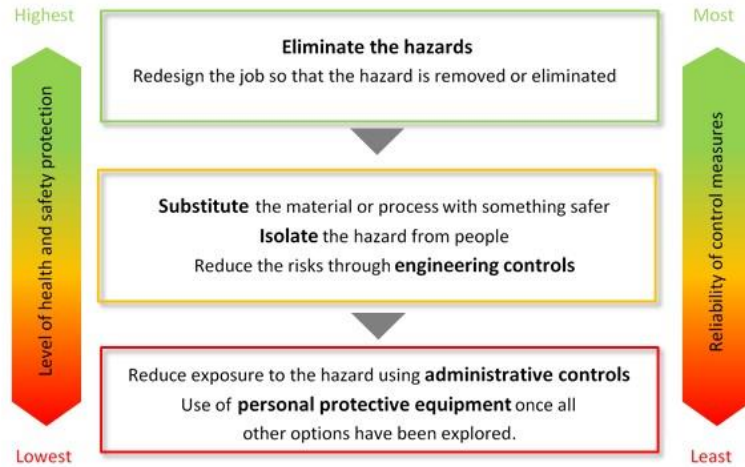 Highest
Most
Eliminate the hazards
Redesign the job so that the hazard is removed or eliminated
Level of health and safety protection
Reliability of control measures
Substitute the material or process with something safer
Isolate the hazard from people
Reduce the risks through engineering controls
Reduce exposure to the hazard using administrative controls
Use of personal protective equipment once all
other options have been explored.
Lowest
Least